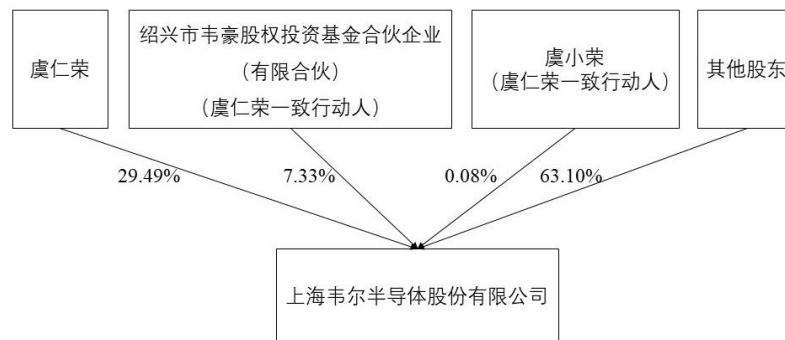 虞仁荣
绍兴市韦豪股权投资基金合伙企业
（有限合伙）
（虞仁荣一致行动人）
虞小荣
（虞仁荣一致行动人）
其他股东
29.49%
7.33%
0.08%
63.10%
上海韦尔半导体股份有限公司